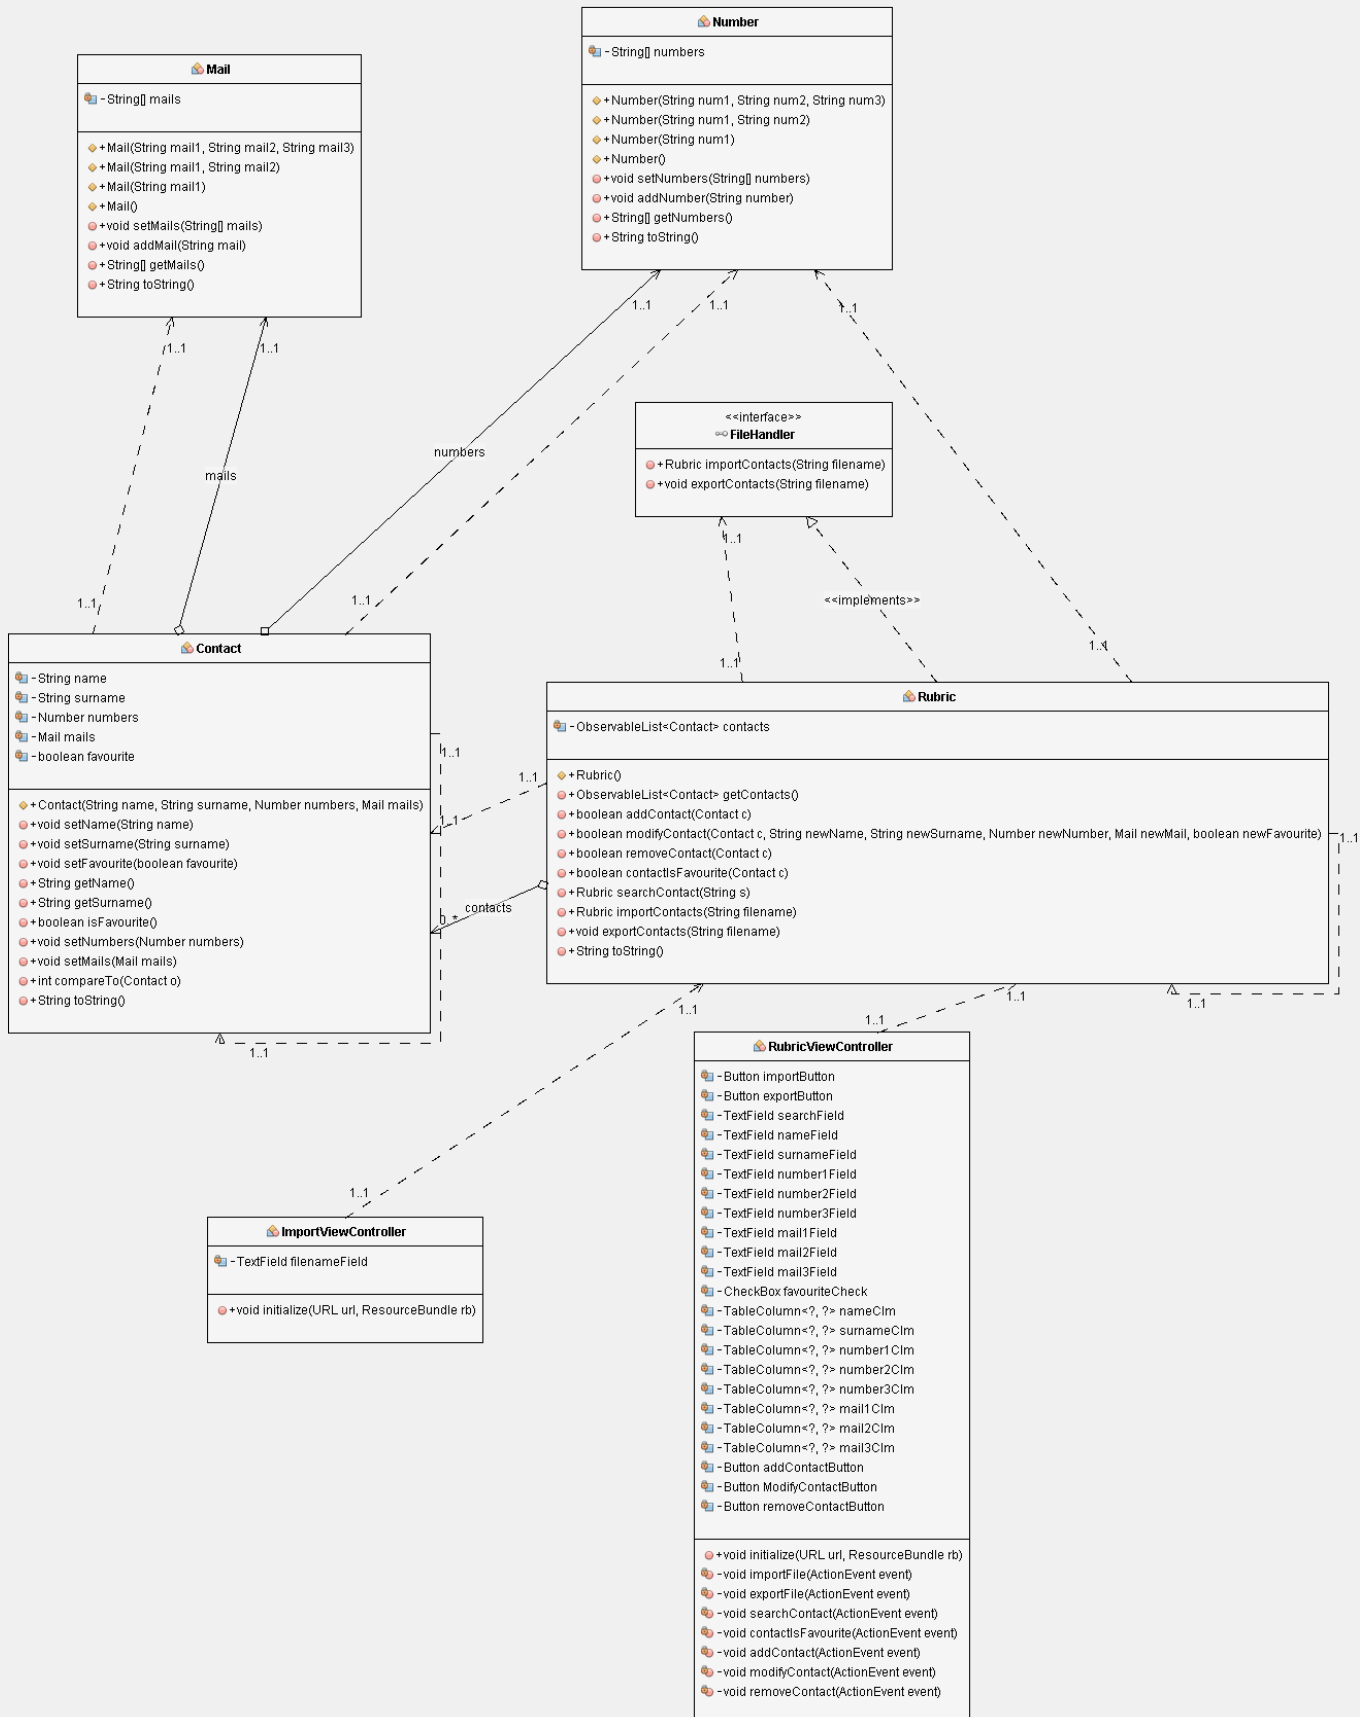 Number
- String[] numbers
+ Number(String num1, String num2, String num3)
+ Number(String num1, String num2)
+ Number(String num1)
+ Number()
+ void setNumbers(String[] numbers)
+ void addNumber(String number)
+ String[] getNumbers()
+ String toString()
Mail
- String[] mails
+ Mail(String mail1, String mail2, String mail3)
+ Mail(String mail1, String mail2)
+ Mail(String mail1)
+ Mail()
+ void setMails(String[] mails)
+ void addMail(String mail)
+ String[] getMails()
+ String toString()
1..1
1..1
1..1
1..1
1..1
<<interface>>
FileHandler
+ Rubric importContacts(String filename)
+ void exportContacts(String filename)
numbers
mails
1..1
<<implements>>
1..1
1..1
1..1
1..1
Contact
- String name
- String surname
- Number numbers
- Mail mails
- boolean favourite
+ Contact(String name, String surname, Number numbers, Mail mails)
+ void setName(String name)
+ void setSurname(String surname)
+ void setFavourite(boolean favourite)
+ String getName()
+ String getSurname()
+ boolean isFavourite()
+ void setNumbers(Number numbers)
+ void setMails(Mail mails)
+ int compareTo(Contact o)
+ String toString()
1..1
1..1
1..1
contacts
0..*
1..1
Rubric
- ObservableList<Contact> contacts
+ Rubric()
+ ObservableList<Contact> getContacts()
+ boolean addContact(Contact c)
+ boolean modifyContact(Contact c, String newName, String newSurname, Number newNumber, Mail newMail, boolean newFavourite)
+ boolean removeContact(Contact c)
+ boolean contactIsFavourite(Contact c)
+ Rubric searchContact(String s)
+ Rubric importContacts(String filename)
+ void exportContacts(String filename)
+ String toString()
1..1
1..1
1..1
1..1
1..1
1..1
ImportViewController
- TextField filenameField
+ void initialize(URL url, ResourceBundle rb)
RubricViewController
- Button importButton
- Button exportButton
- TextField searchField
- TextField nameField
- TextField surnameField
- TextField number1Field
- TextField number2Field
- TextField number3Field
- TextField mail1Field
- TextField mail2Field
- TextField mail3Field
- CheckBox favouriteCheck
- TableColumn<?, ?> nameClm
- TableColumn<?, ?> surnameClm
- TableColumn<?, ?> number1Clm
- TableColumn<?, ?> number2Clm
- TableColumn<?, ?> number3Clm
- TableColumn<?, ?> mail1Clm
- TableColumn<?, ?> mail2Clm
- TableColumn<?, ?> mail3Clm
- Button addContactButton
- Button ModifyContactButton
- Button removeContactButton
+ void initialize(URL url, ResourceBundle rb)
- void importFile(ActionEvent event)
- void exportFile(ActionEvent event)
- void searchContact(ActionEvent event)
- void contactIsFavourite(ActionEvent event)
- void addContact(ActionEvent event)
- void modifyContact(ActionEvent event)
- void removeContact(ActionEvent event)